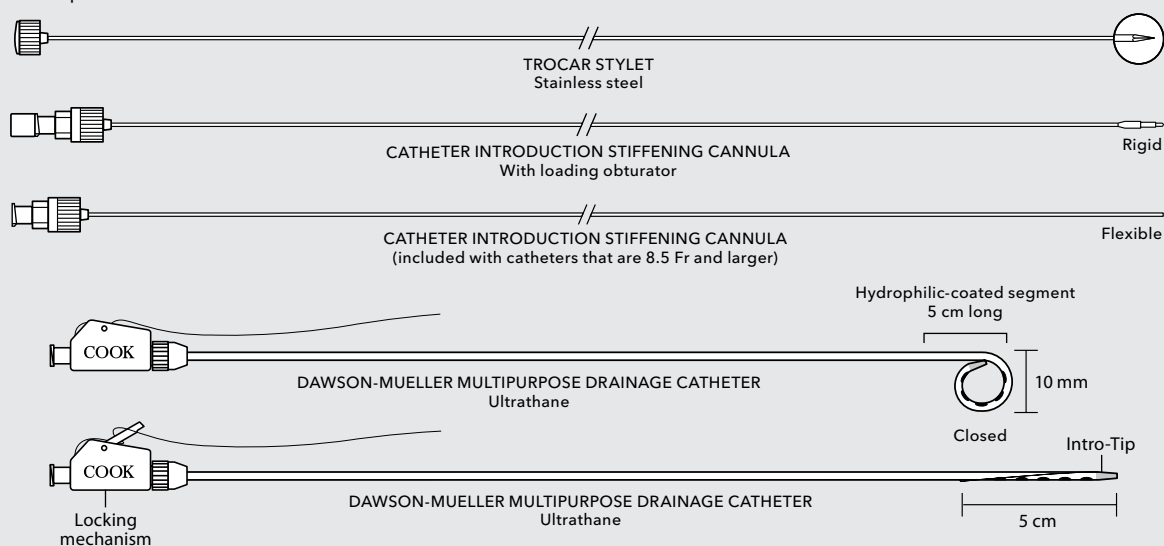 TROCAR STYLET
Stainless steel
CATHETER INTRODUCTION STIFFENING CANNULA
With loading obturator
Rigid
CATHETER INTRODUCTION STIFFENING CANNULA
(included with catheters that are 8.5 Fr and larger)
Flexible
Hydrophilic-coated segment
5 cm long
COOK
DAWSON-MUELLER MULTIPURPOSE DRAINAGE CATHETER
Ultrathane
10 mm
Closed
Intro-Tip
COOK
DAWSON-MUELLER MULTIPURPOSE DRAINAGE CATHETER
Ultrathane
5 cm
Locking
mechanism